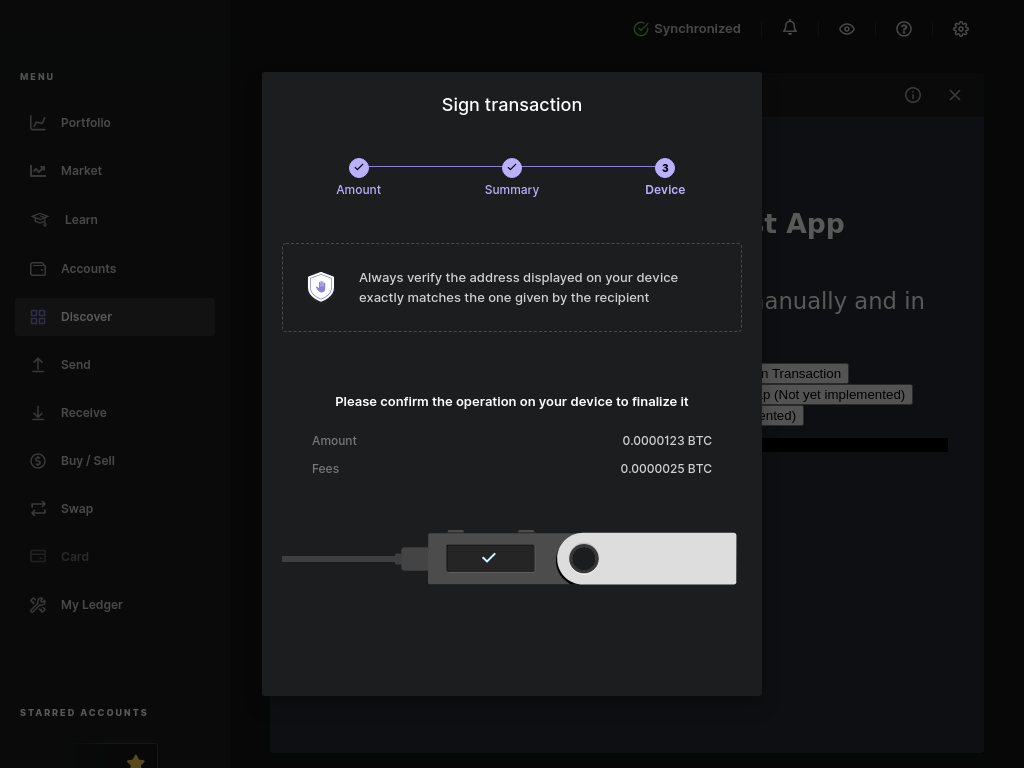 Synchronized
MENU
Portfolio
Market
Learn
Accounts
Discover
Send
Receive
Buy / Sell
Swap
Card
My Ledger
STARRED ACCOUNTS
Sign transaction
3
Amount
Summary
Device
Always verify the address displayed on your device
exactly matches the one given by the recipient
Please confirm the operation on your device to finalize it
Amount
0.0000123 BTC
Fees
0.0000025 BTC
App
and in
Transaction
(Not yet implemented)